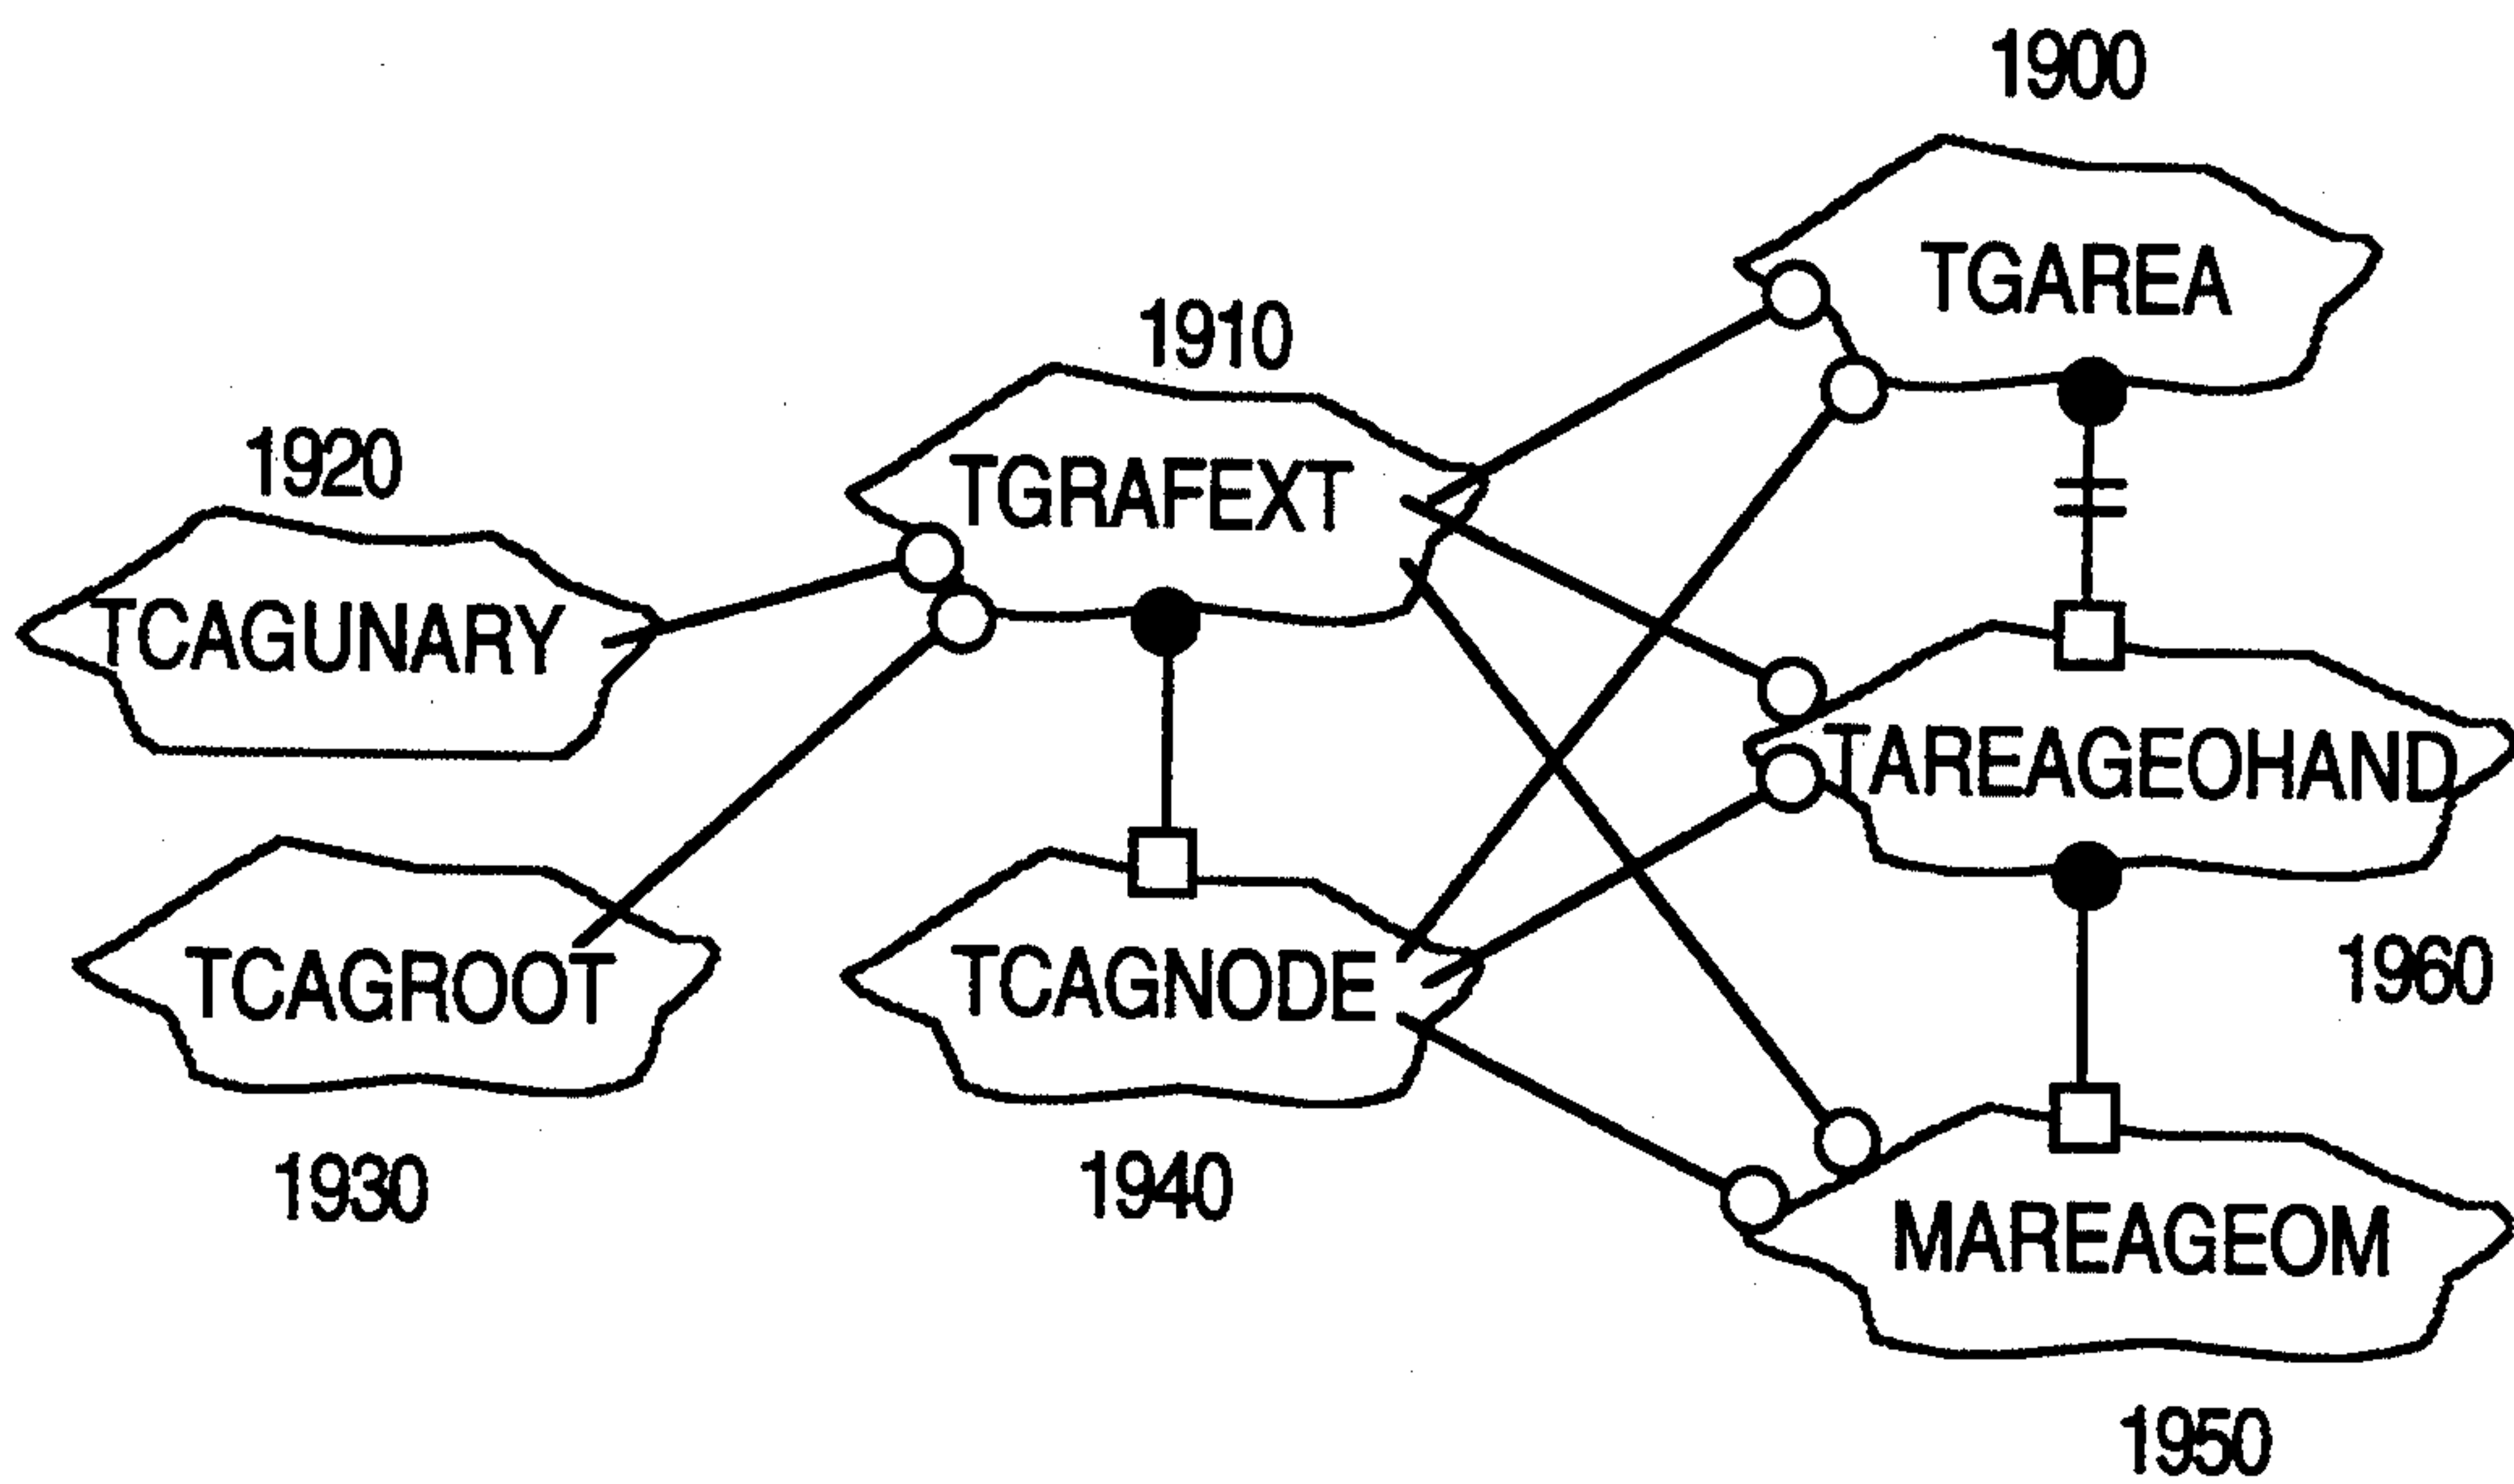 1900
TGAREA
1910
TGRAFEXT
1920
TCAGUNARY
TAREAGEOHAND
1960
TCAGROOT
TCAGNODE
1930
1940
MAREAGEOM
1950